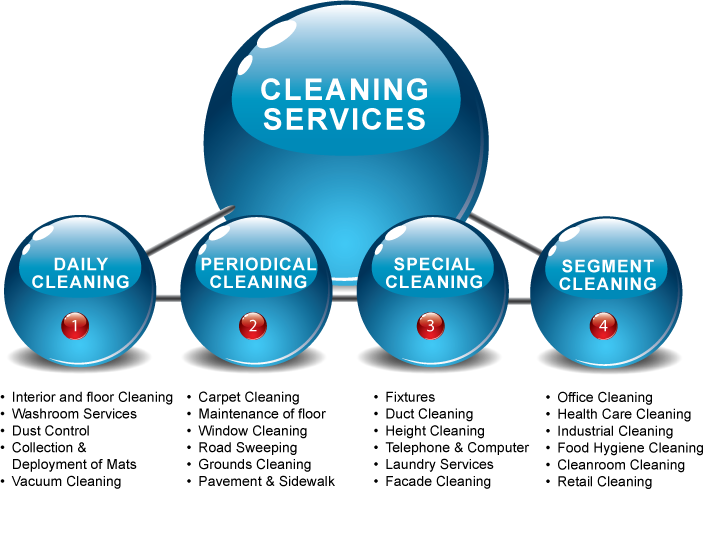 CLEANING
SERVICES
DAILY
CLEANING
1
PERIODICAL
CLEANING
2
SPECIAL
CLEANING
3
SEGMENT
CLEANING
4
• Interior and floor Cleaning
• Washroom Services
• Dust Control
• Collection &
Deployment of Mats
• Vacuum Cleaning
• Carpet Cleaning
• Maintenance of floor
• Window Cleaning
• Road Sweeping
• Grounds Cleaning
• Pavement & Sidewalk
• Fixtures
• Duct Cleaning
• Height Cleaning
• Telephone & Computer
• Laundry Services
• Facade Cleaning
• Office Cleaning
• Health Care Cleaning
• Industrial Cleaning
• Food Hygiene Cleaning
• Cleanroom Cleaning
• Retail Cleaning